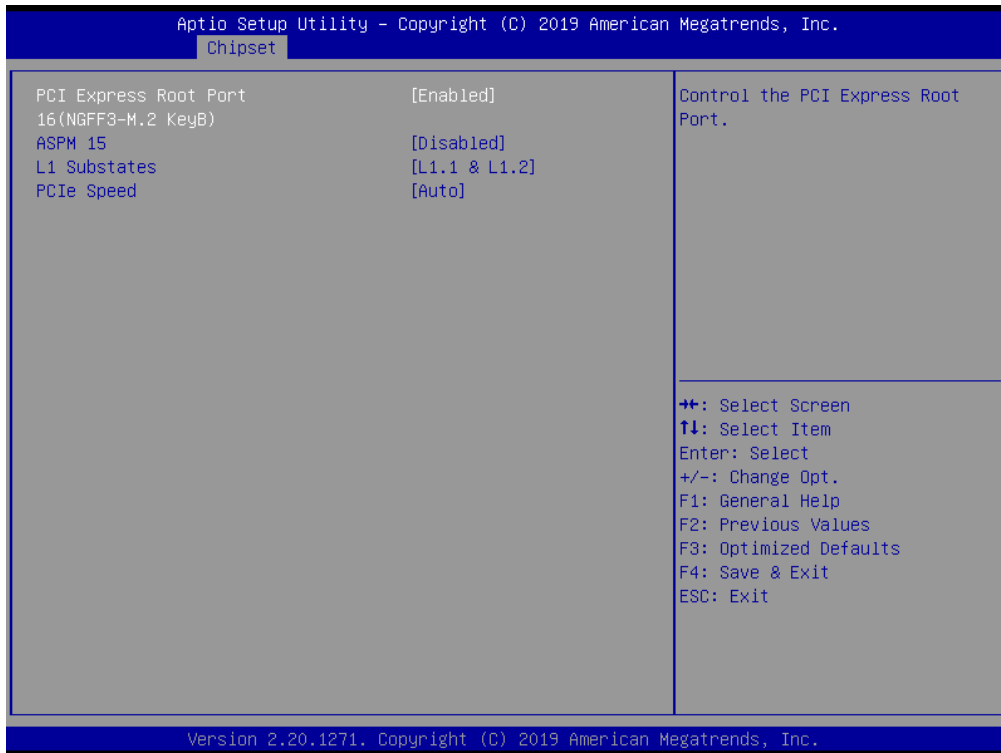 Aptio Setup Utility – Copyright (C) 2019 American Megatrends, Inc.
Chipset
PCI Express Root Port [Enabled]
16(NGFF3-M.2 KeyB)
ASPM 15 [Disabled]
L1 Substates [L1.1 & L1.2]
PCIe Speed [Auto]
Control the PCI Express Root
Port.
→←: Select Screen
↑↓: Select Item
Enter: Select
+/-: Change Opt.
F1: General Help
F2: Previous Values
F3: Optimized Defaults
F4: Save & Exit
ESC: Exit
Version 2.20.1271. Copyright (C) 2019 American Megatrends, Inc.